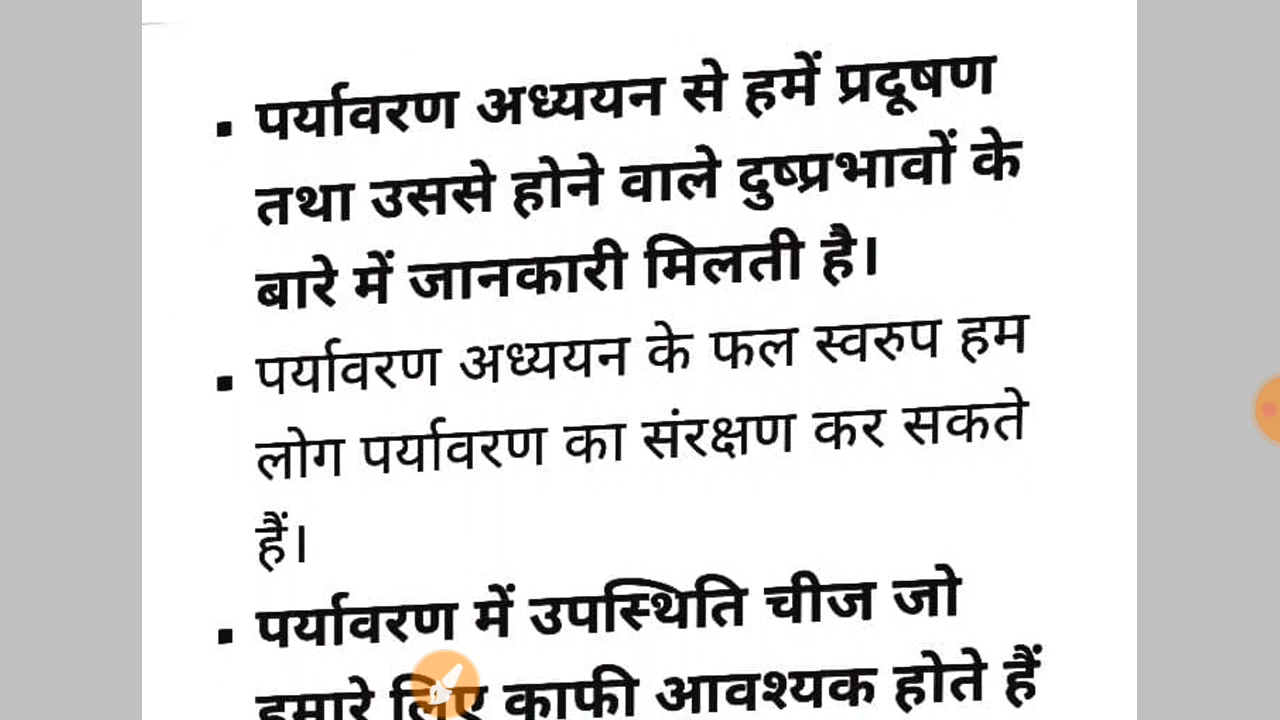 ▪ पर्यावरण अध्ययन से हमें प्रदूषण
तथा उससे होने वाले दुष्प्रभावों के
बारे में जानकारी मिलती है।
▪ पर्यावरण अध्ययन के फल स्वरुप हम
लोग पर्यावरण का संरक्षण कर सकते
हैं।
▪ पर्यावरण में उपस्थिति चीज जो
हमारे लिए काफी आवश्यक होते हैं